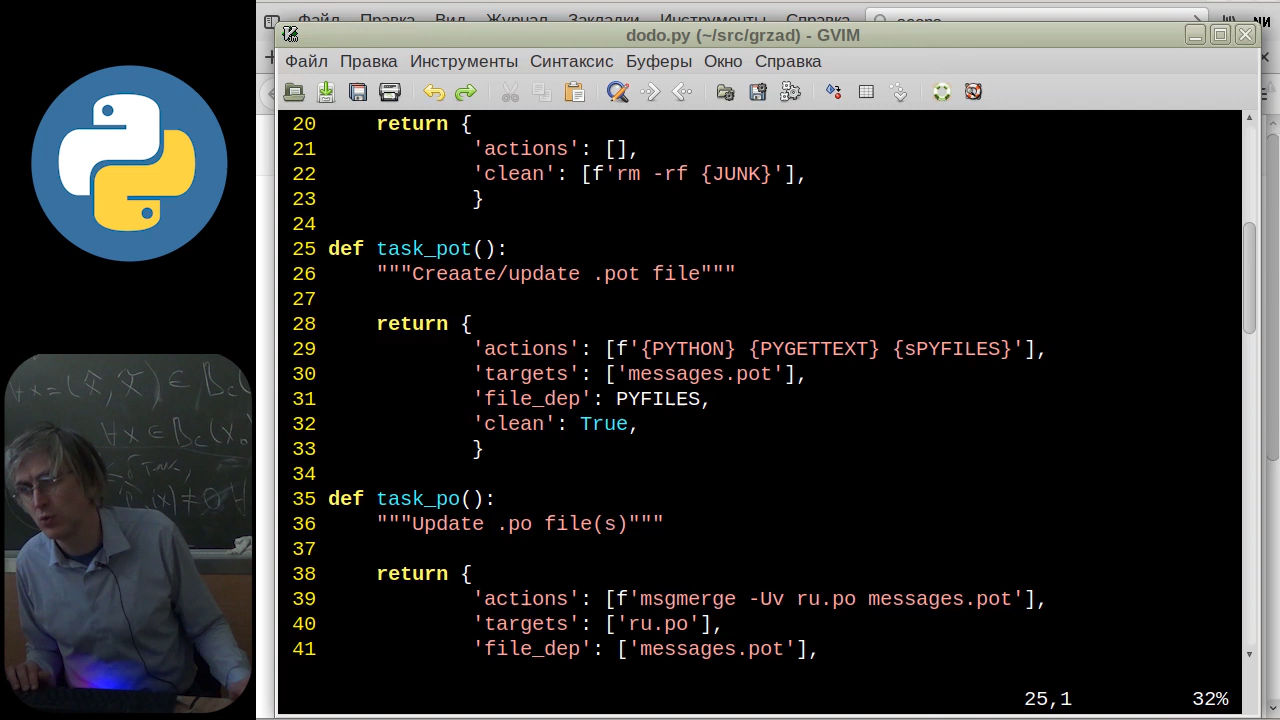 Файл Правка Вид Журнал Закладки Инструменты Справка
dodo.py (~/src/grzad) - GVIM
Файл Правка Инструменты Синтаксис Буферы Окно Справка
20 return {
21 'actions': [],
22 'clean': [f'rm -rf {JUNK}'],
23 }
24
25 def task_pot():
26 """Creaate/update .pot file"""
27
28 return {
29 'actions': [f'{PYTHON} {PYGETTEXT} {sPYFILES}'],
30 'targets': ['messages.pot'],
31 'file_dep': PYFILES,
32 'clean': True,
33 }
34
35 def task_po():
36 """Update .po file(s)"""
37
38 return {
39 'actions': [f'msgmerge -Uv ru.po messages.pot'],
40 'targets': ['ru.po'],
41 'file_dep': ['messages.pot'],
25,1 32%